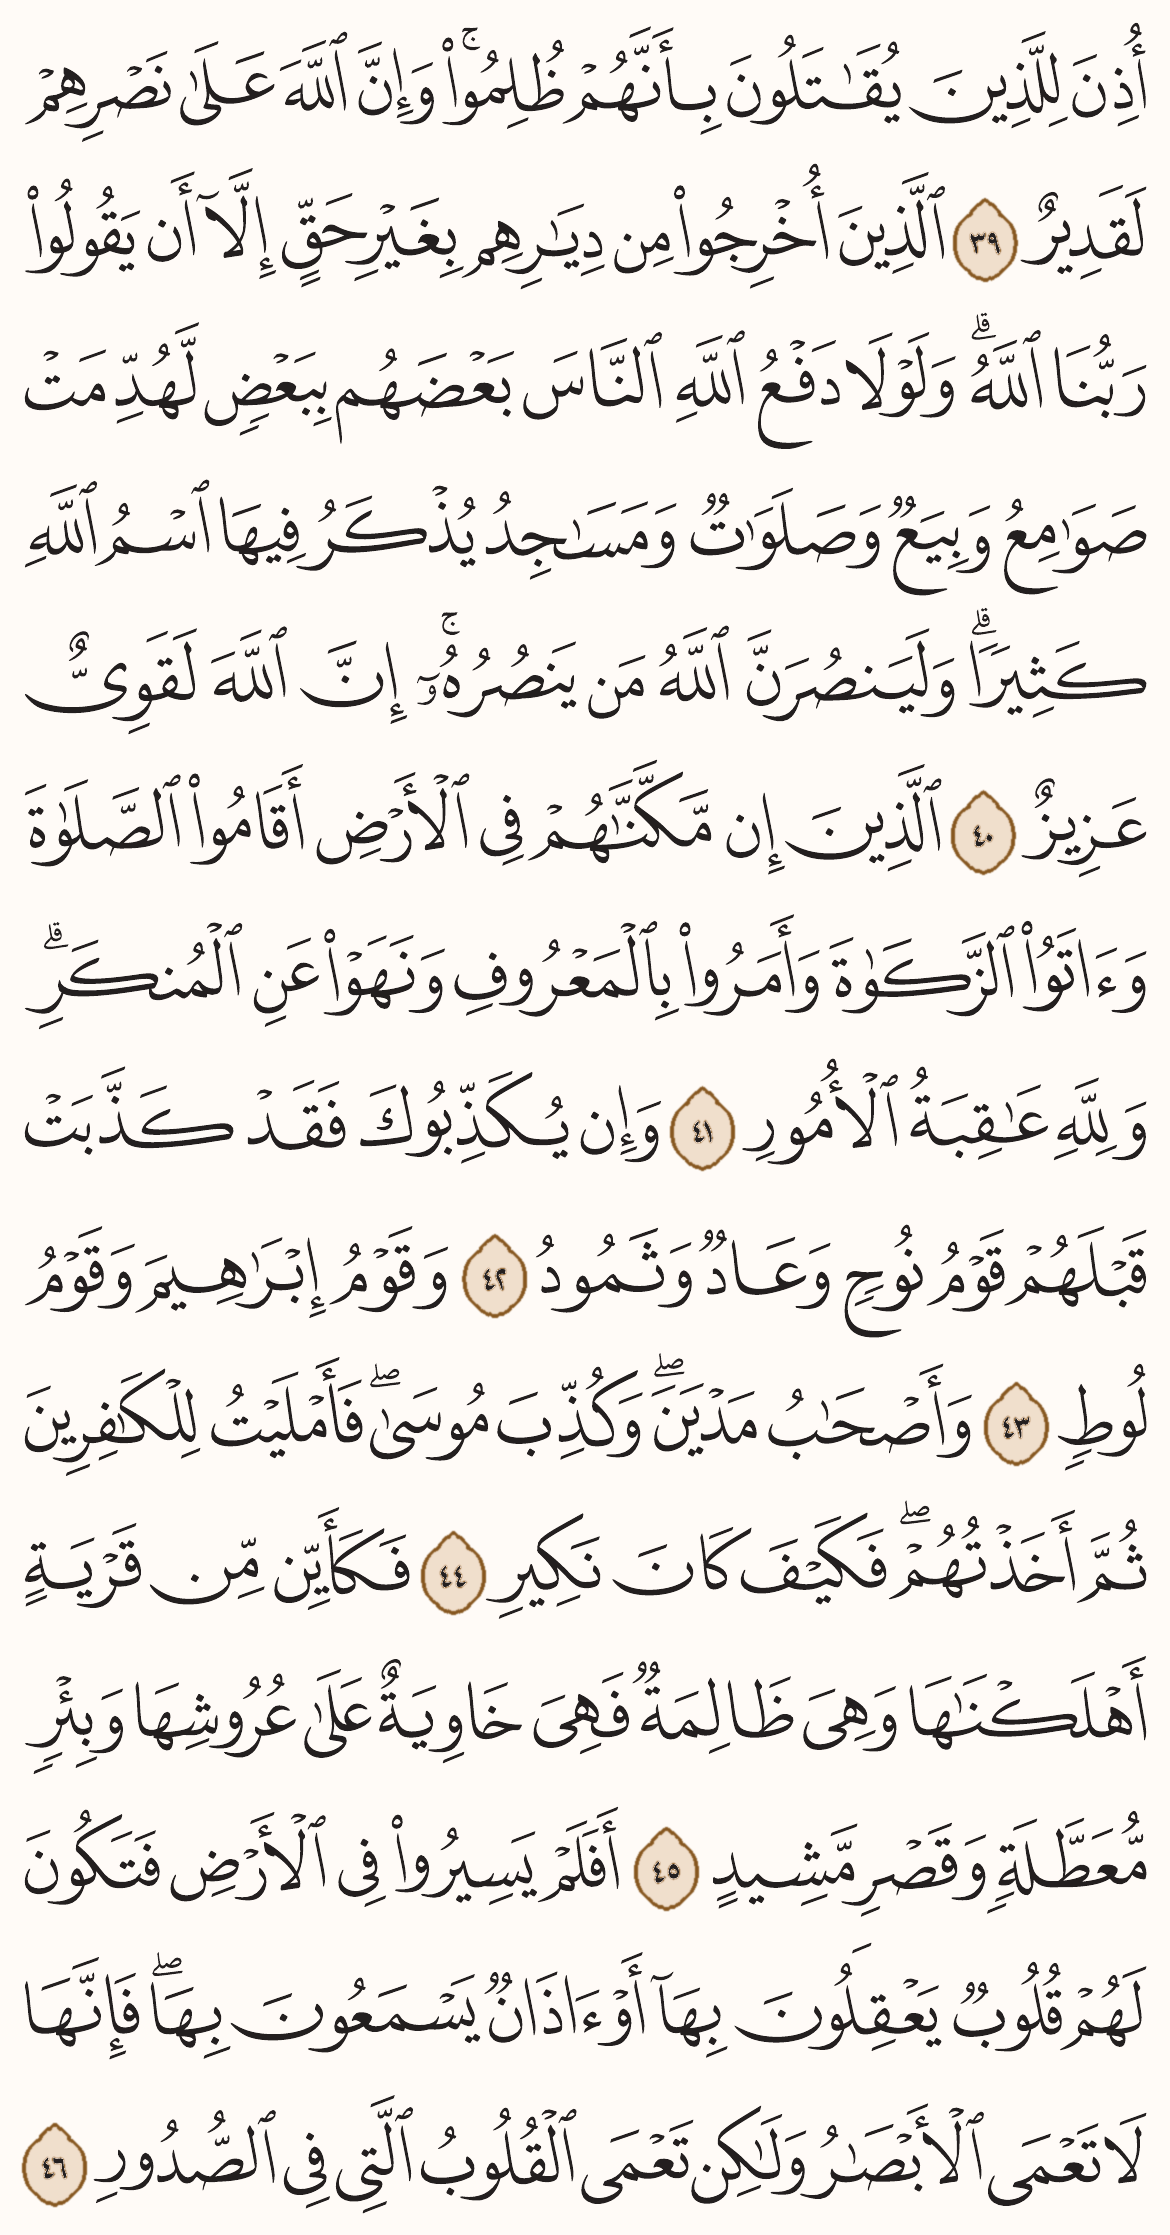 أُذِنَ لِلَّذِينَ يُقَٰتَلُونَ بِأَنَّهُمْ ظُلِمُوا۟ ۚ وَإِنَّ ٱللَّهَ عَلَىٰ نَصْرِهِمْ
لَقَدِيرٌ ٣٩ ٱلَّذِينَ أُخْرِجُوا۟ مِن دِيَٰرِهِم بِغَيْرِ حَقٍّ إِلَّآ أَن يَقُولُوا۟
رَبُّنَا ٱللَّهُ ۗ وَلَوْلَا دَفْعُ ٱللَّهِ ٱلنَّاسَ بَعْضَهُم بِبَعْضٍ لَّهُدِّمَتْ
صَوَٰمِعُ وَبِيَعٌ وَصَلَوَٰتٌ وَمَسَٰجِدُ يُذْكَرُ فِيهَا ٱسْمُ ٱللَّهِ
كَثِيرًا ۗ وَلَيَنصُرَنَّ ٱللَّهُ مَن يَنصُرُهُۥٓ ۚ إِنَّ ٱللَّهَ لَقَوِىٌّ
عَزِيزٌ ٤٠ ٱلَّذِينَ إِن مَّكَّنَّٰهُمْ فِى ٱلْأَرْضِ أَقَامُوا۟ ٱلصَّلَوٰةَ
وَءَاتَوُا۟ ٱلزَّكَوٰةَ وَأَمَرُوا۟ بِٱلْمَعْرُوفِ وَنَهَوْا۟ عَنِ ٱلْمُنكَرِ ۗ
وَلِلَّهِ عَٰقِبَةُ ٱلْأُمُورِ ٤١ وَإِن يُكَذِّبُوكَ فَقَدْ كَذَّبَتْ
قَبْلَهُمْ قَوْمُ نُوحٍ وَعَادٌ وَثَمُودُ ٤٢ وَقَوْمُ إِبْرَٰهِيمَ وَقَوْمُ
لُوطٍ ٤٣ وَأَصْحَٰبُ مَدْيَنَ ۖ وَكُذِّبَ مُوسَىٰ ۖ فَأَمْلَيْتُ لِلْكَٰفِرِينَ
ثُمَّ أَخَذْتُهُمْ ۖ فَكَيْفَ كَانَ نَكِيرِ ٤٤ فَكَأَيِّن مِّن قَرْيَةٍ
أَهْلَكْنَٰهَا وَهِىَ ظَالِمَةٌ فَهِىَ خَاوِيَةٌ عَلَىٰ عُرُوشِهَا وَبِئْرٍ
مُّعَطَّلَةٍ وَقَصْرٍ مَّشِيدٍ ٤٥ أَفَلَمْ يَسِيرُوا۟ فِى ٱلْأَرْضِ فَتَكُونَ
لَهُمْ قُلُوبٌ يَعْقِلُونَ بِهَآ أَوْ ءَاذَانٌ يَسْمَعُونَ بِهَا ۖ فَإِنَّهَا
لَا تَعْمَى ٱلْأَبْصَٰرُ وَلَٰكِن تَعْمَى ٱلْقُلُوبُ ٱلَّتِى فِى ٱلصُّدُورِ ٤٦